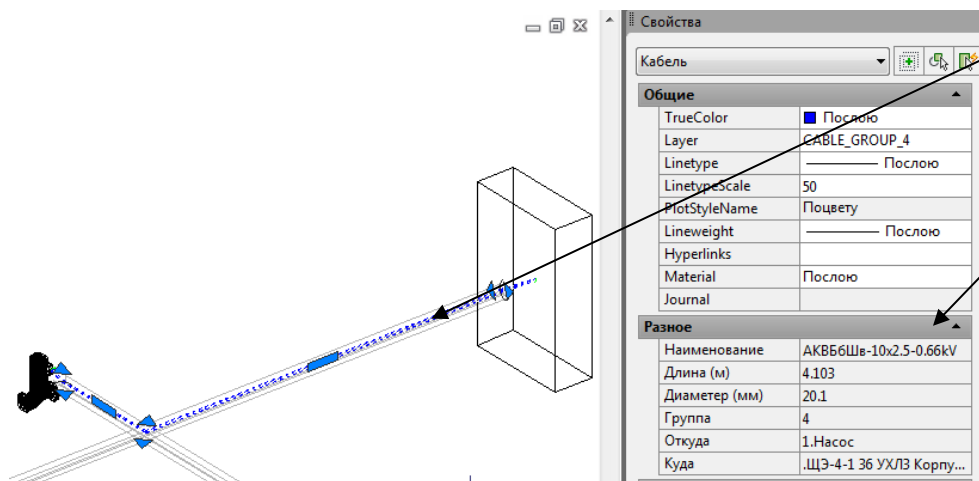 Свойства
Кабель
Общие
TrueColor Послою
Layer CABLE_GROUP_4
Linetype Послою
LinetypeScale 50
PlotStyleName Поцвету
Lineweight Послою
Hyperlinks
Material Послою
Journal
Разное
Наименование АКВБбШв-10х2.5-0.66kV
Длина (м) 4.103
Диаметер (мм) 20.1
Группа 4
Откуда 1.Насос
Куда .ЩЭ-4-1 36 УХЛ3 Корпу...